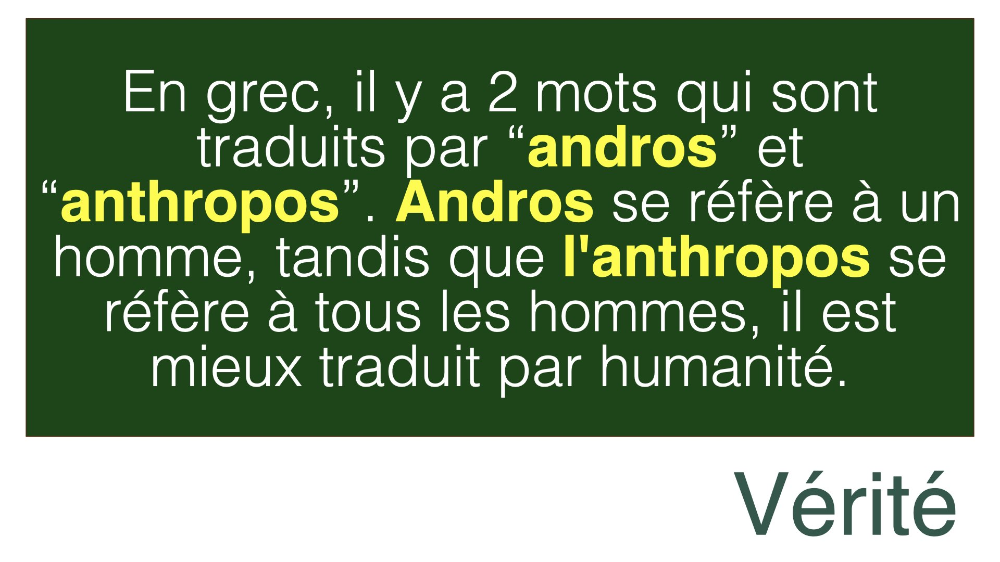 En grec, il y a 2 mots qui sont
traduits par “andros” et
“anthropos”. Andros se réfère à un
homme, tandis que l'anthropos se
réfère à tous les hommes, il est
mieux traduit par humanité.
Vérité